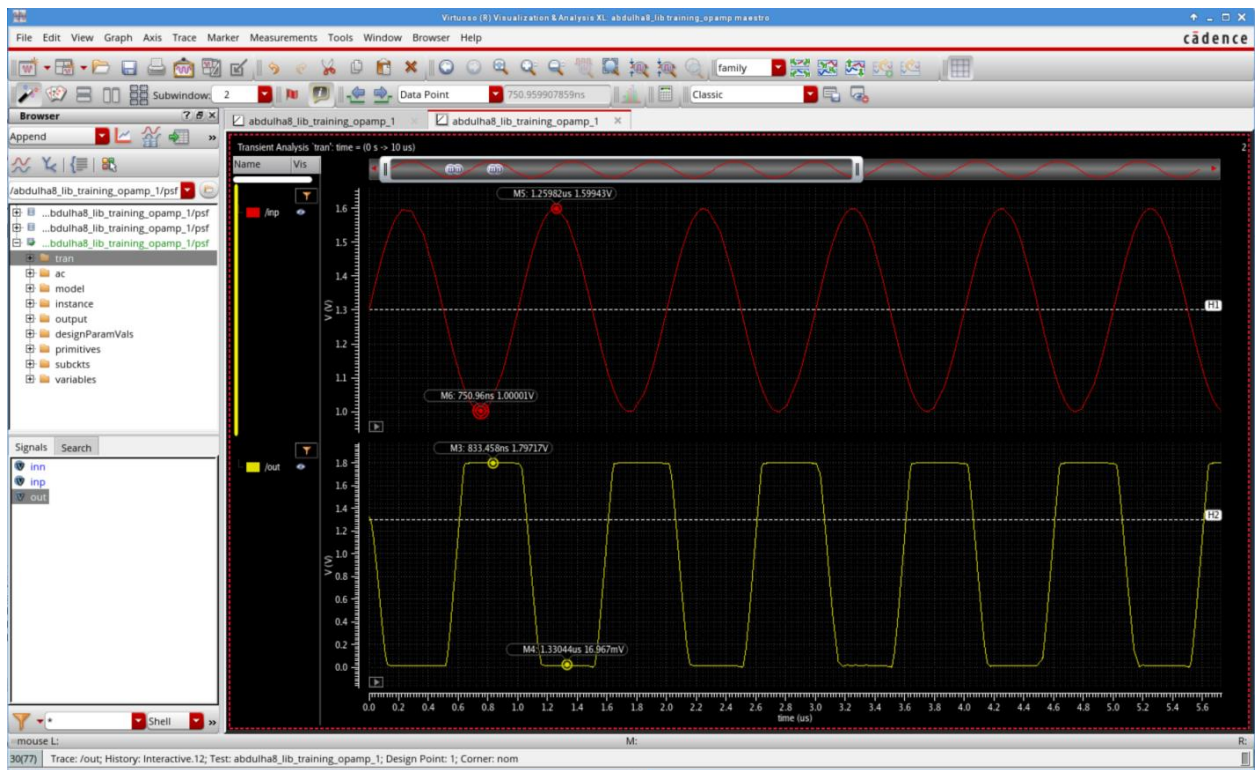 Virtuoso (R) Visualization & Analysis XL: abdulha8_lib training_opamp maestro
File Edit View Graph Axis Trace Marker Measurements Tools Window Browser Help
cādence
family
Subwindow: 2
Data Point
750.959907859ns
Classic
Browser
abdulha8_lib_training_opamp_1
abdulha8_lib_training_opamp_1
Append
/abdulha8_lib_training_opamp_1/psf
...bdulha8_lib_training_opamp_1/psf
...bdulha8_lib_training_opamp_1/psf
...bdulha8_lib_training_opamp_1/psf
tran
ac
model
instance
output
designParamVals
primitives
subckts
variables
Signals Search
inn
inp
out
Shell
Transient Analysis `tran': time = (0 s -> 10 us)
2
Name Vis
/inp
M5: 1.25982us 1.59943V
1.6
1.5
1.4
1.3
1.2
1.1
1.0
V (V)
H1
M6: 750.96ns 1.00001V
/out
M3: 833.458ns 1.79717V
1.8
1.6
1.4
1.2
1.0
0.8
0.6
0.4
0.2
0.0
V (V)
H2
M4: 1.33044us 16.967mV
0.0 0.2 0.4 0.6 0.8 1.0 1.2 1.4 1.6 1.8 2.0 2.2 2.4 2.6 2.8 3.0 3.2 3.4 3.6 3.8 4.0 4.2 4.4 4.6 4.8 5.0 5.2 5.4 5.6
time (us)
mouse L: M: R:
30(77) Trace: /out; History: Interactive.12; Test: abdulha8_lib_training_opamp_1; Design Point: 1; Corner: nom